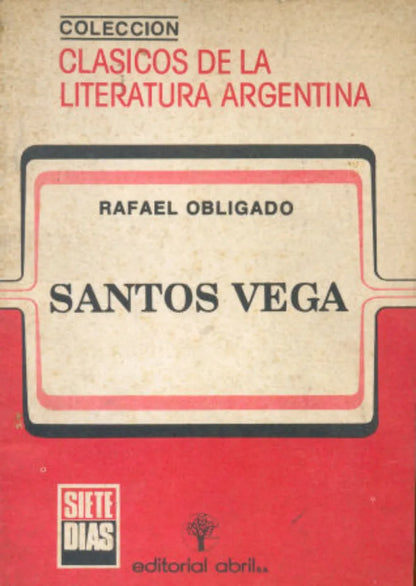 COLECCION
CLASICOS DE LA
LITERATURA ARGENTINA
RAFAEL OBLIGADO
SANTOS VEGA
SIETE
DIAS
editorial abril s.a.